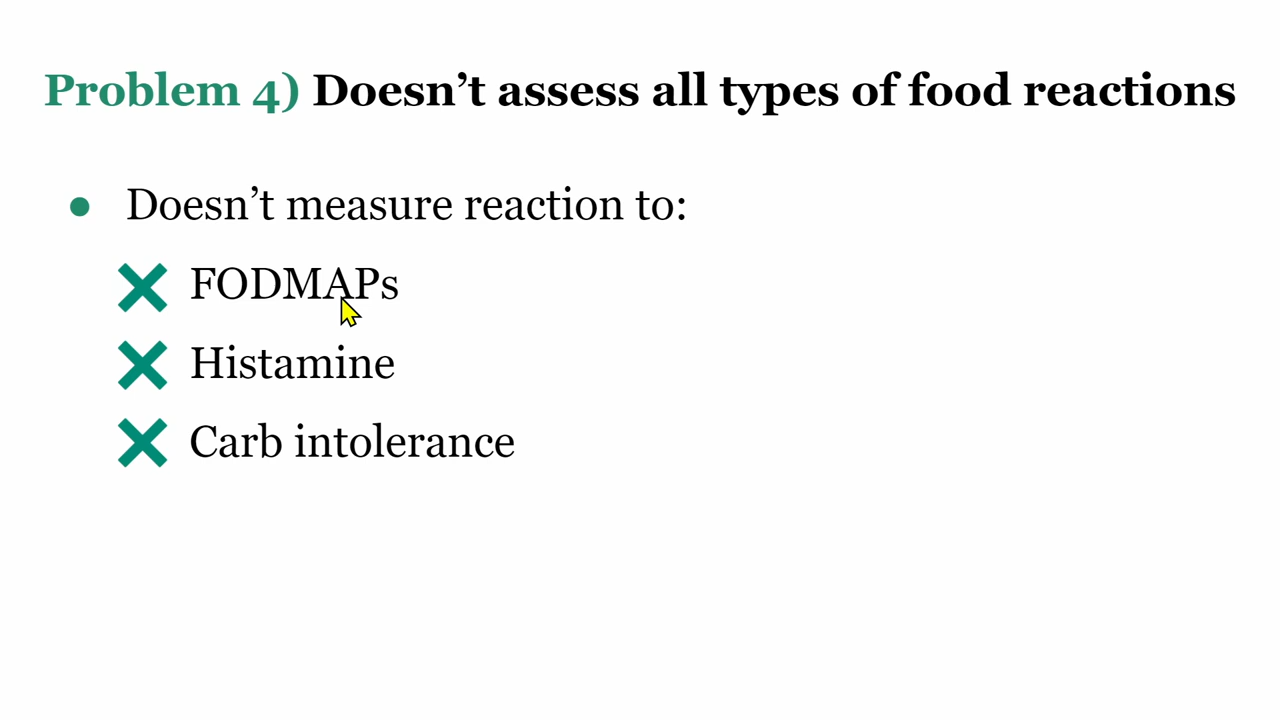 Problem 4) Doesn’t assess all types of food reactions
● Doesn’t measure reaction to:
❌ FODMAPs
❌ Histamine
❌ Carb intolerance